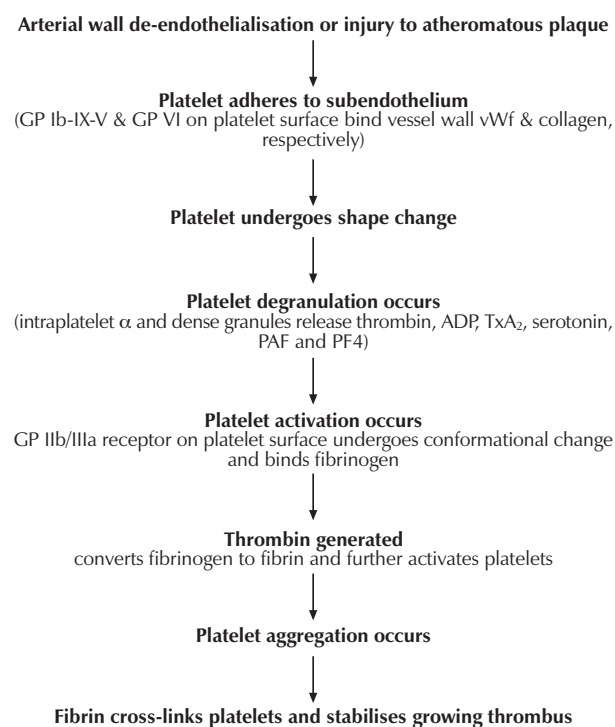 Arterial wall de-endothelialisation or injury to atheromatous plaque
Platelet adheres to subendothelium
(GP Ib-IX-V & GP VI on platelet surface bind vessel wall vWf & collagen,
respectively)
Platelet undergoes shape change
Platelet degranulation occurs
(intraplatelet α and dense granules release thrombin, ADP, TxA₂, serotonin,
PAF and PF4)
Platelet activation occurs
GP IIb/IIIa receptor on platelet surface undergoes conformational change
and binds fibrinogen
Thrombin generated
converts fibrinogen to fibrin and further activates platelets
Platelet aggregation occurs
Fibrin cross-links platelets and stabilises growing thrombus